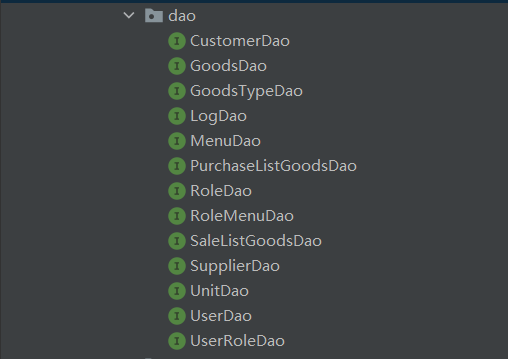 dao
CustomerDao
GoodsDao
GoodsTypeDao
LogDao
MenuDao
PurchaseListGoodsDao
RoleDao
RoleMenuDao
SaleListGoodsDao
SupplierDao
UnitDao
UserDao
UserRoleDao